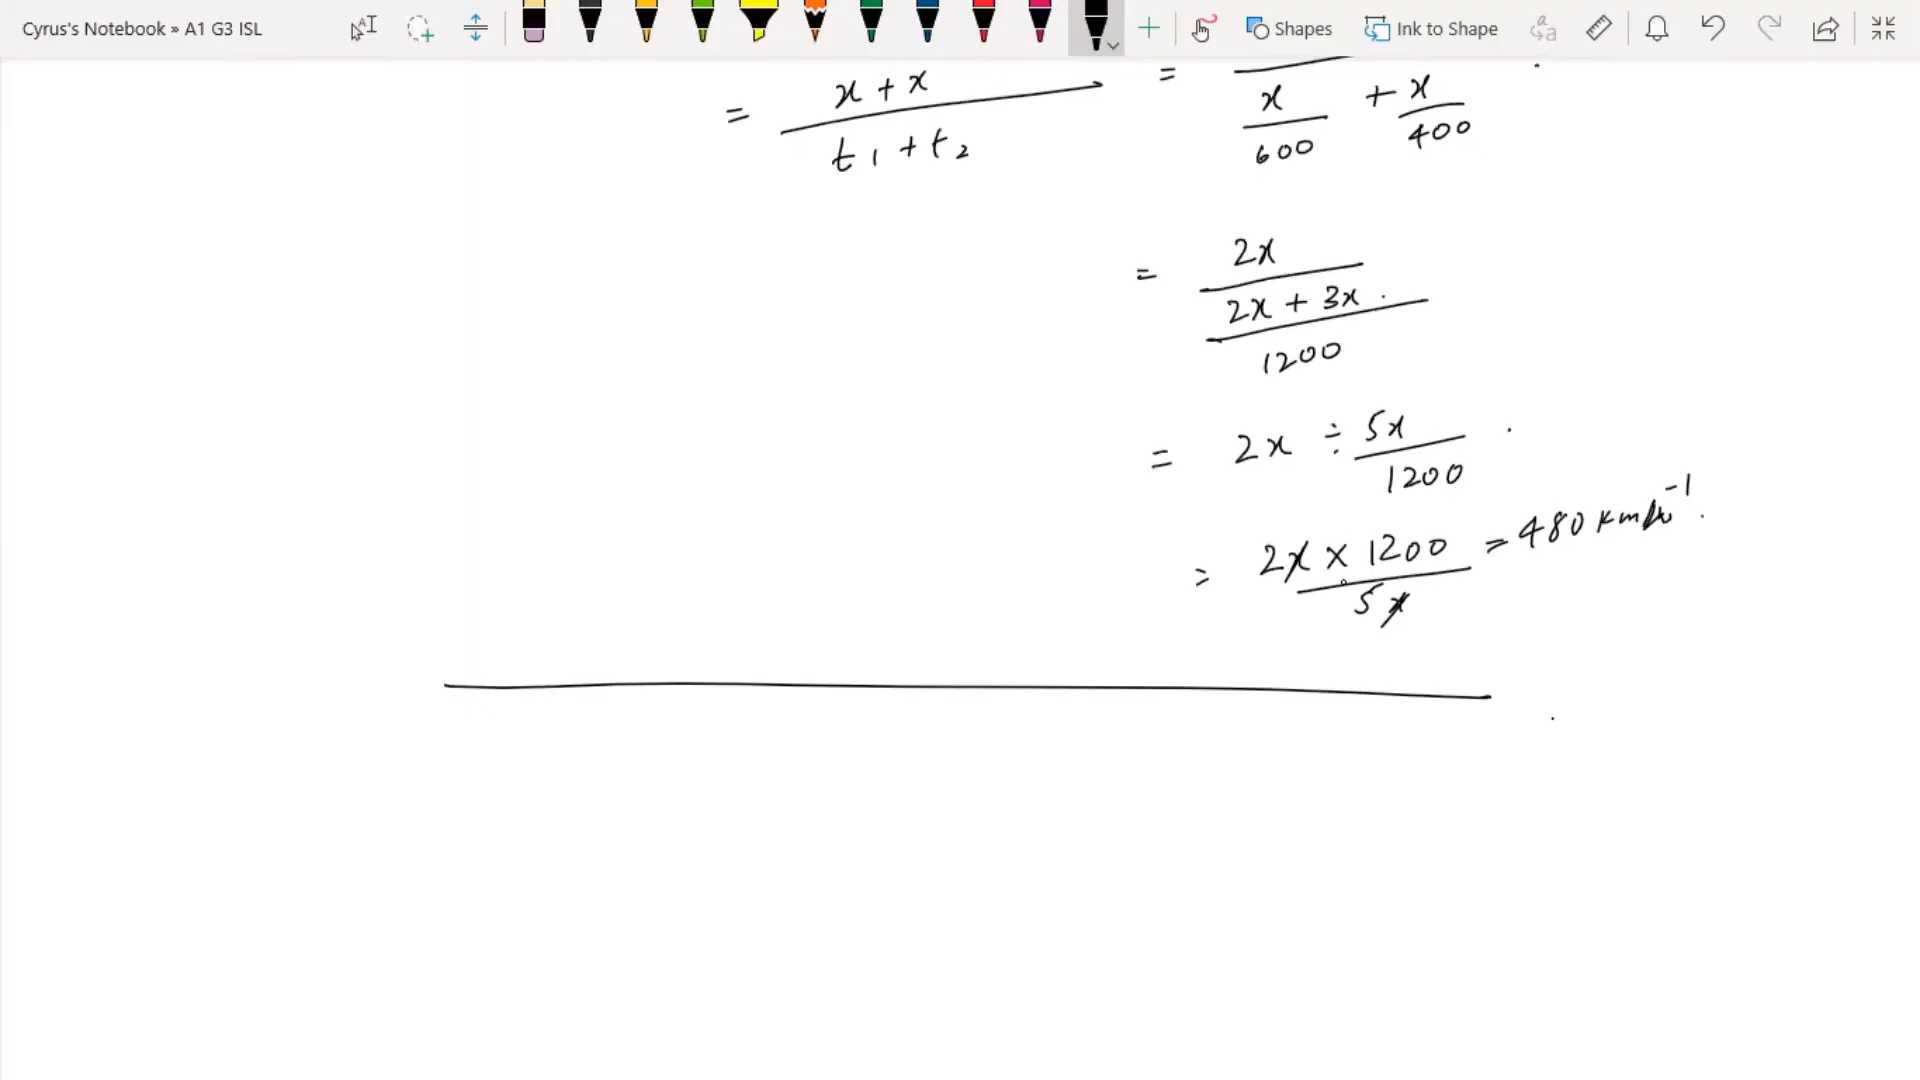 Cyrus's Notebook » A1 G3 ISL
Shapes
Ink to Shape
= x + x / t1 + t2
= x/600 + x/400
= 2x / (2x + 3x / 1200)
= 2x ÷ 5x/1200
= 2x × 1200 / 5x = 480 kmh⁻¹